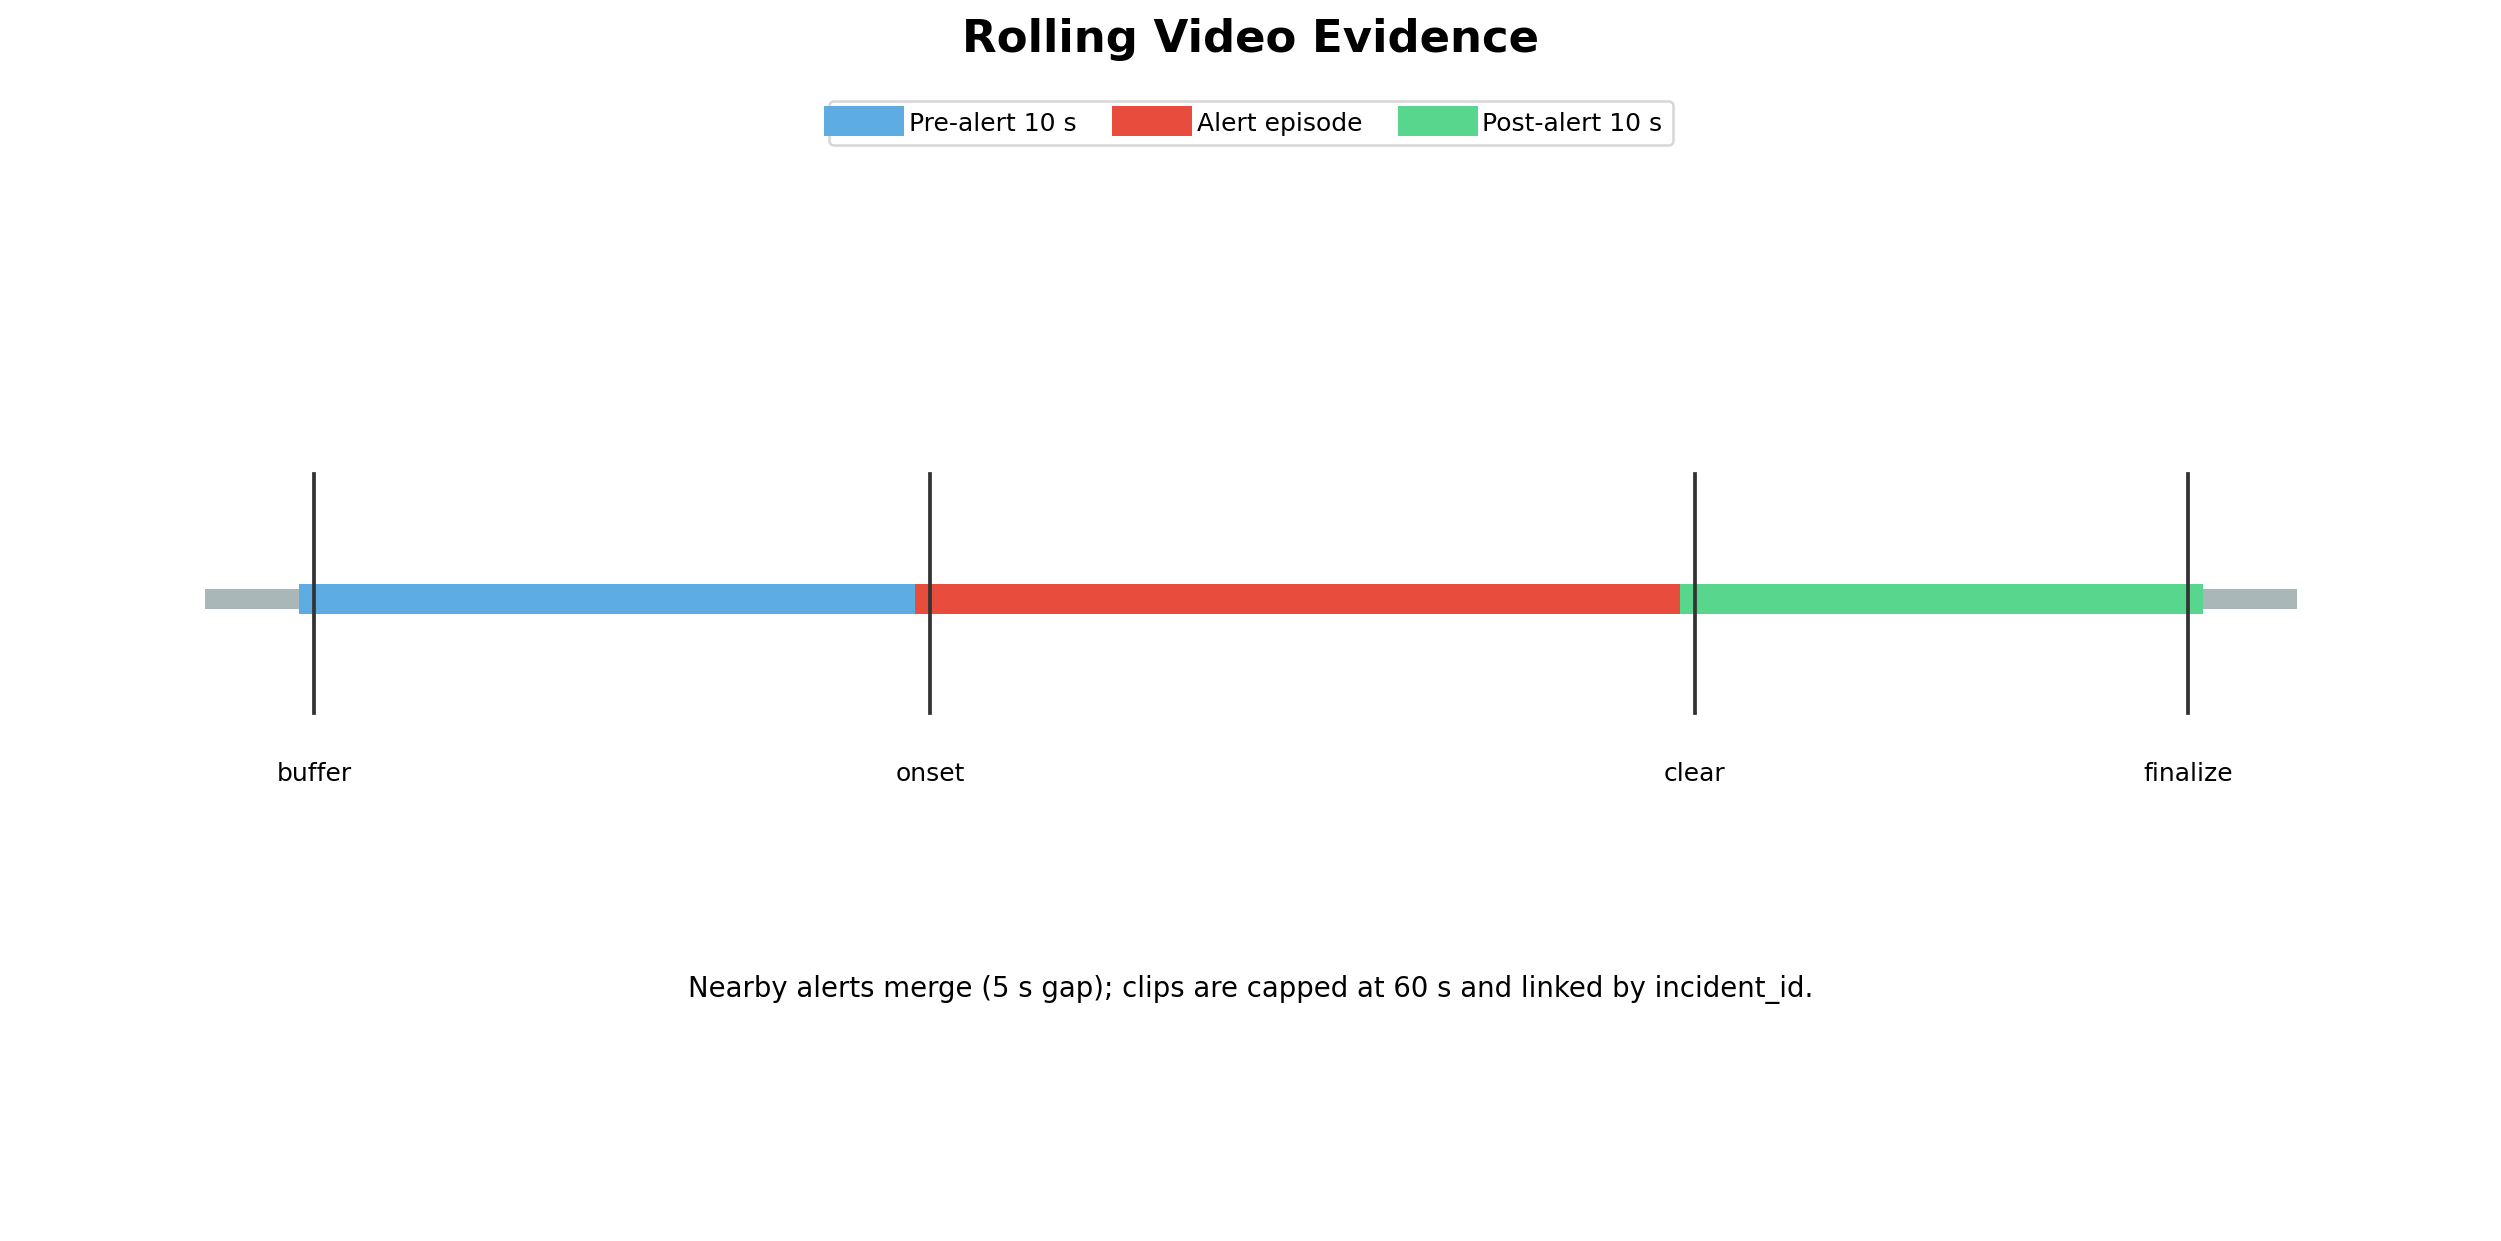 Rolling Video Evidence
Pre-alert 10 s Alert episode Post-alert 10 s
buffer onset clear finalize
Nearby alerts merge (5 s gap); clips are capped at 60 s and linked by incident_id.